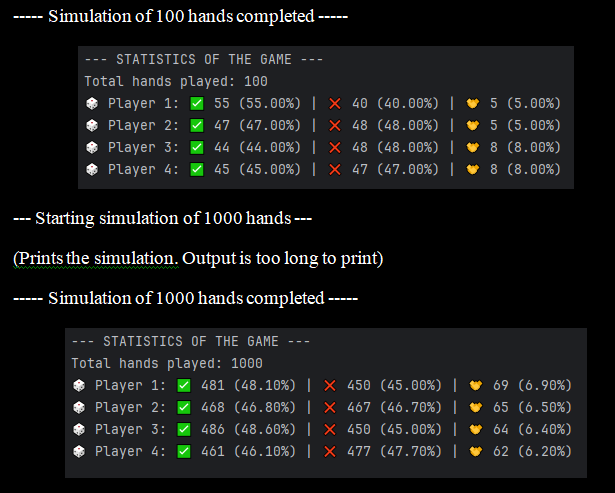 ----- Simulation of 100 hands completed -----
--- STATISTICS OF THE GAME ---
Total hands played: 100
🎲 Player 1: ✅ 55 (55.00%) | ❌ 40 (40.00%) | 🤝 5 (5.00%)
🎲 Player 2: ✅ 47 (47.00%) | ❌ 48 (48.00%) | 🤝 5 (5.00%)
🎲 Player 3: ✅ 44 (44.00%) | ❌ 48 (48.00%) | 🤝 8 (8.00%)
🎲 Player 4: ✅ 45 (45.00%) | ❌ 47 (47.00%) | 🤝 8 (8.00%)
--- Starting simulation of 1000 hands ---
(Prints the simulation. Output is too long to print)
----- Simulation of 1000 hands completed -----
--- STATISTICS OF THE GAME ---
Total hands played: 1000
🎲 Player 1: ✅ 481 (48.10%) | ❌ 450 (45.00%) | 🤝 69 (6.90%)
🎲 Player 2: ✅ 468 (46.80%) | ❌ 467 (46.70%) | 🤝 65 (6.50%)
🎲 Player 3: ✅ 486 (48.60%) | ❌ 450 (45.00%) | 🤝 64 (6.40%)
🎲 Player 4: ✅ 461 (46.10%) | ❌ 477 (47.70%) | 🤝 62 (6.20%)